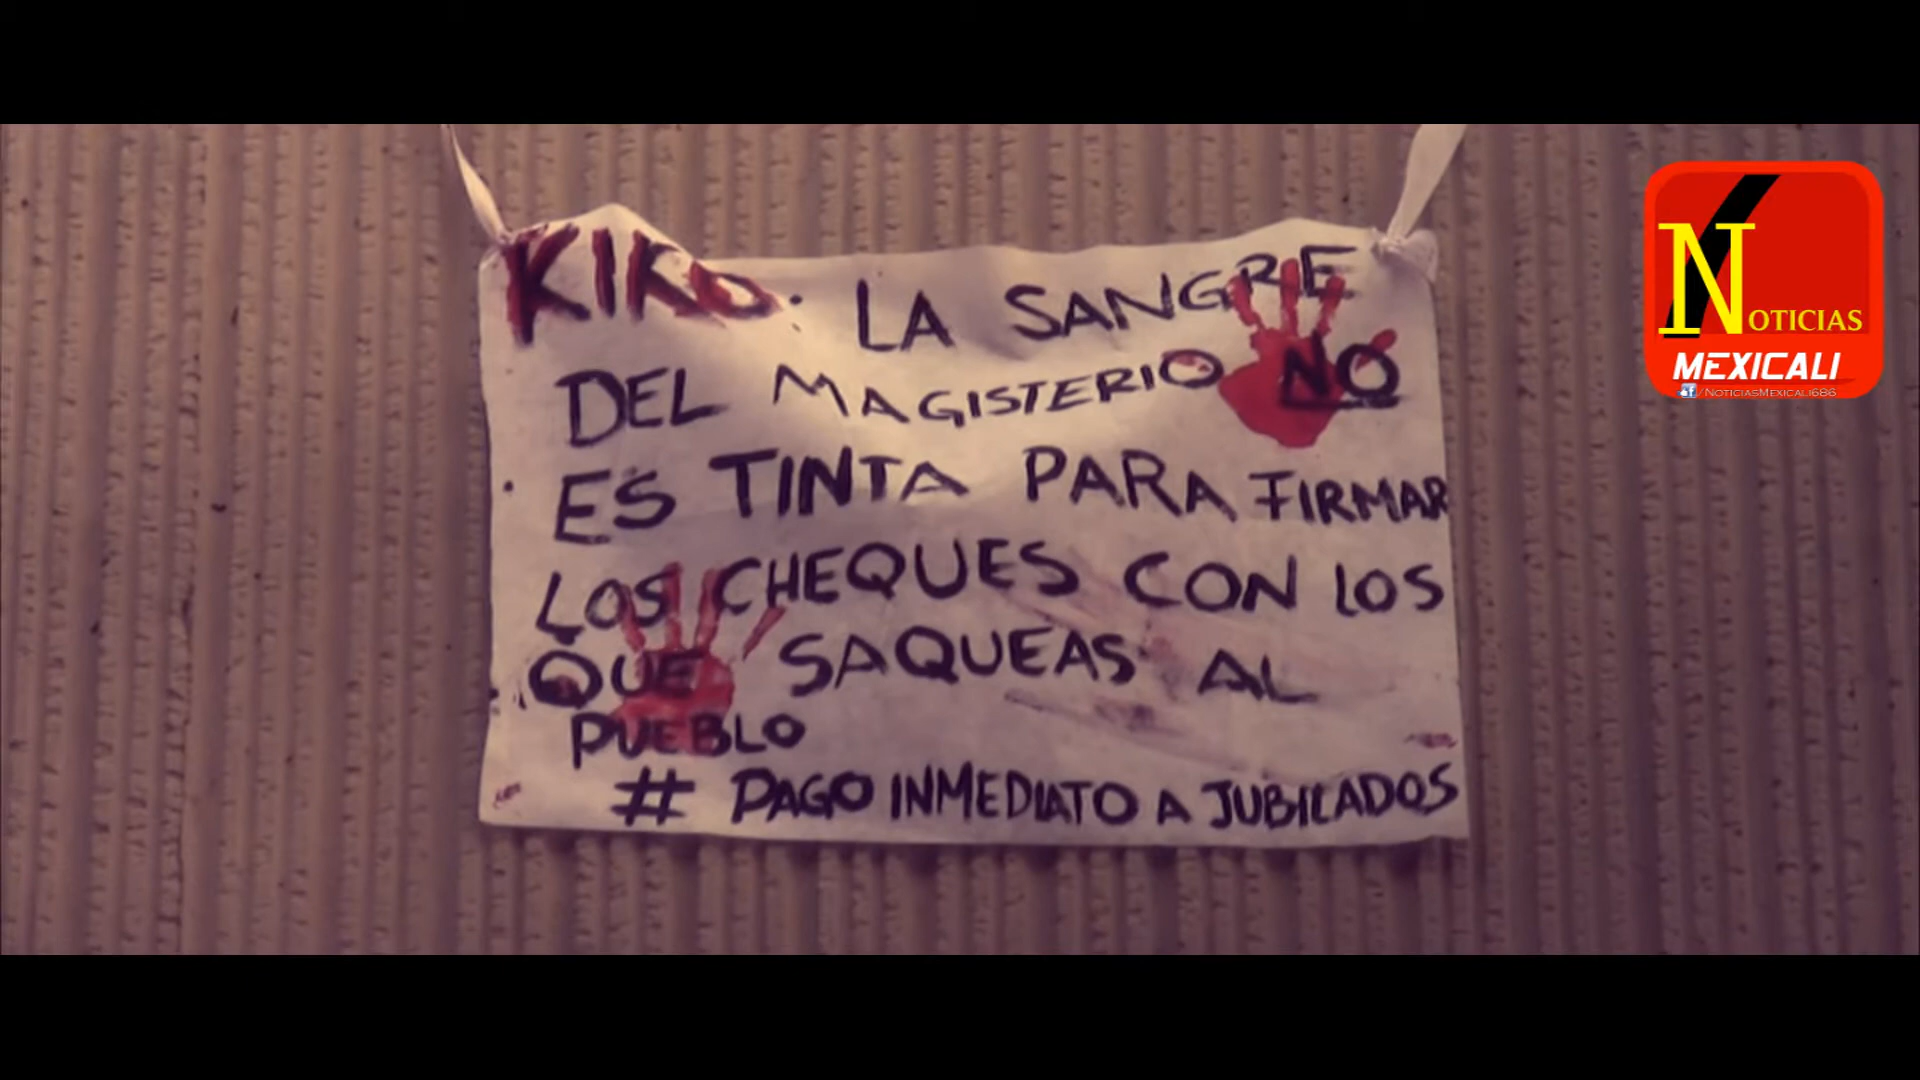 KIKO: LA SANGRE
DEL MAGISTERIO NO
ES TINTA PARA FIRMAR
LOS CHEQUES CON LOS
QUE SAQUEAS AL
PUEBLO
# PAGO INMEDIATO A JUBILADOS
NOTICIAS
MEXICALI
/NOTICIASMEXICALI686